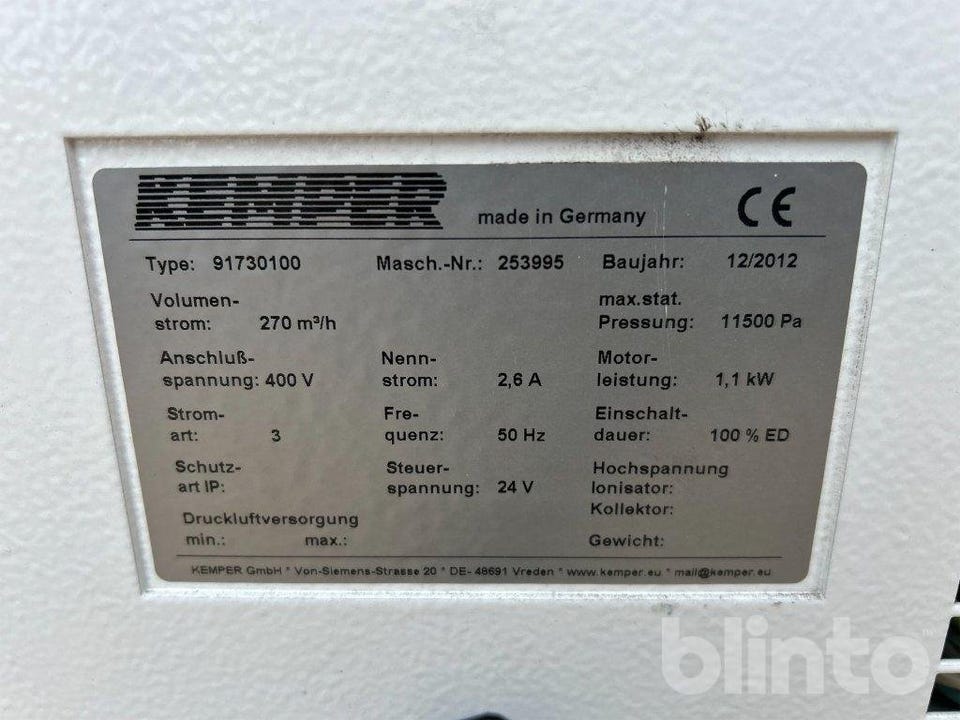 KEMPER made in Germany CE
Type: 91730100 Masch.-Nr.: 253995 Baujahr: 12/2012
Volumen- max.stat.
strom: 270 m³/h Pressung: 11500 Pa
Anschluß- Nenn- Motor-
spannung: 400 V strom: 2,6 A leistung: 1,1 kW
Strom- Fre- Einschalt-
art: 3 quenz: 50 Hz dauer: 100 % ED
Schutz- Steuer- Hochspannung
art IP: spannung: 24 V Ionisator:
Kollektor:
Druckluftversorgung
min.: max.: Gewicht:
KEMPER GmbH * Von-Siemens-Strasse 20 * DE- 48691 Vreden * www.kemper.eu * mail@kemper.eu
blinto™